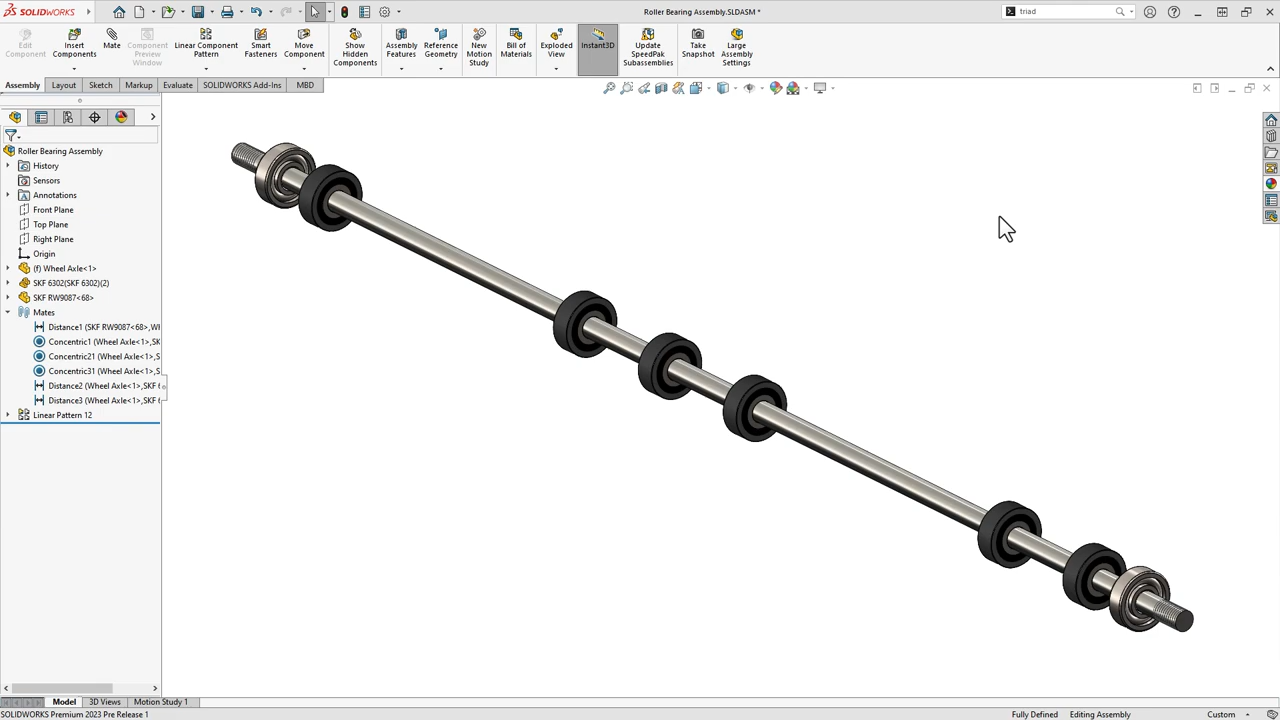 SOLIDWORKS
Roller Bearing Assembly.SLDASM *
triad
Edit Component
Insert Components
Mate
Component Preview Window
Linear Component Pattern
Smart Fasteners
Move Component
Show Hidden Components
Assembly Features
Reference Geometry
New Motion Study
Bill of Materials
Exploded View
Instant3D
Update SpeedPak Subassemblies
Take Snapshot
Large Assembly Settings
Assembly Layout Sketch Markup Evaluate SOLIDWORKS Add-Ins MBD
Roller Bearing Assembly
History
Sensors
Annotations
Front Plane
Top Plane
Right Plane
Origin
(f) Wheel Axle<1>
SKF 6302(SKF 6302)(2)
SKF RW9087<68>
Mates
Distance1 (SKF RW9087<68>,W
Concentric1 (Wheel Axle<1>,SK
Concentric21 (Wheel Axle<1>,S
Concentric31 (Wheel Axle<1>,S
Distance2 (Wheel Axle<1>,SKF 6
Distance3 (Wheel Axle<1>,SKF 6
Linear Pattern 12
Model 3D Views Motion Study 1
SOLIDWORKS Premium 2023 Pre Release 1
Fully Defined Editing Assembly Custom